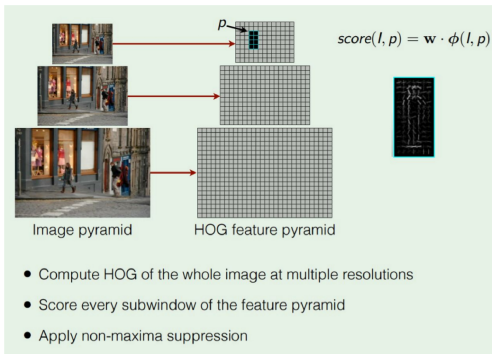 p
score(I, p) = w · ϕ(I, p)
Image pyramid
HOG feature pyramid
• Compute HOG of the whole image at multiple resolutions
• Score every subwindow of the feature pyramid
• Apply non-maxima suppression